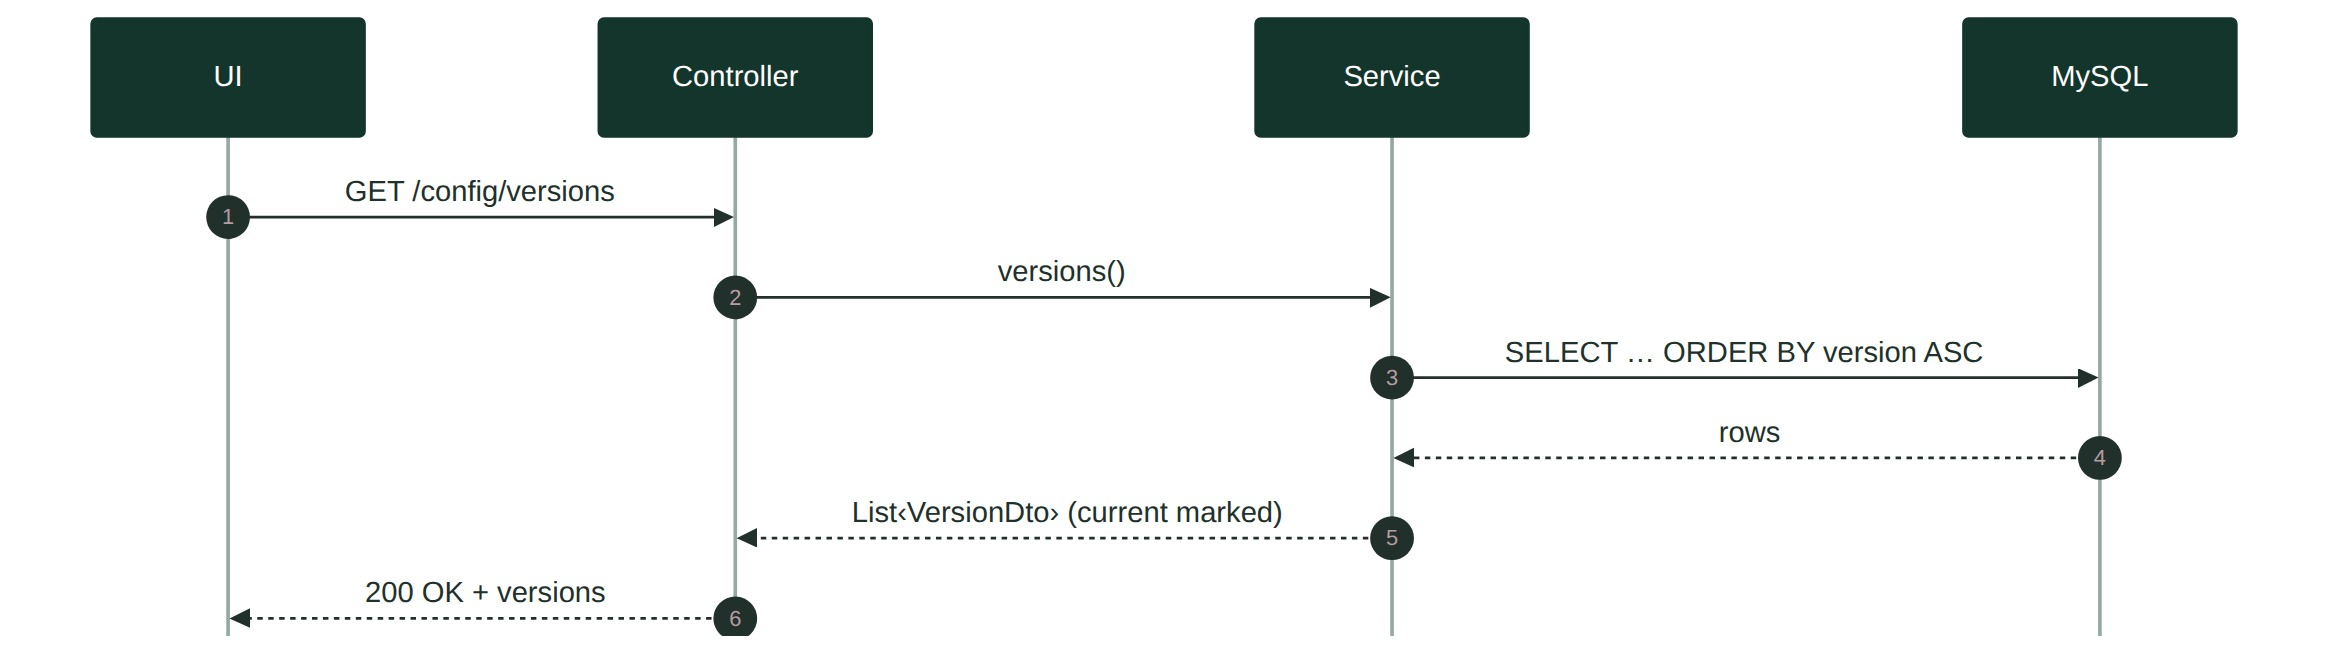 UI
Controller
Service
MySQL
GET /config/versions
1
versions()
2
SELECT … ORDER BY version ASC
3
rows
4
List‹VersionDto› (current marked)
5
200 OK + versions
6